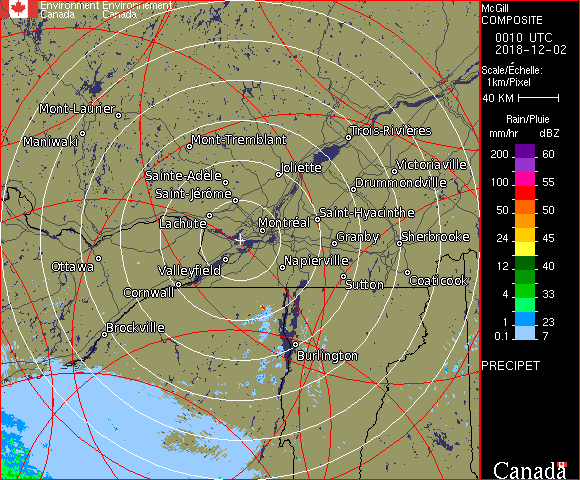 Environment Environnement
Canada Canada
McGill
COMPOSITE
0010 UTC
2018-12-02
Scale/Échelle:
1km/Pixel
40 KM
Rain/Pluie
mm/hr dBZ
200 60
100 55
50 50
24 45
12 40
4 33
1 23
0.1 7
PRECIPET
Canada
Mont-Laurier
Maniwaki
Mont-Tremblant
Trois-Rivières
Joliette
Victoriaville
Sainte-Adèle
Drummondville
Saint-Jérôme
Lachute
Saint-Hyacinthe
Montréal
Granby
Sherbrooke
Ottawa
Valleyfield
Napierville
Cornwall
Sutton
Coaticook
Brockville
Burlington